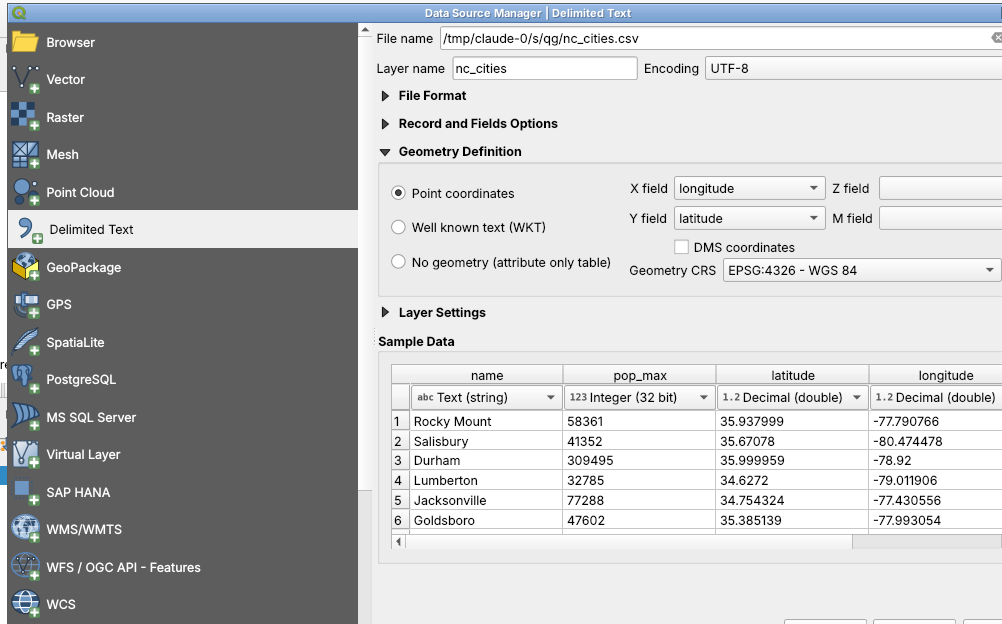 Data Source Manager | Delimited Text
Browser
Vector
Raster
Mesh
Point Cloud
Delimited Text
GeoPackage
GPS
SpatiaLite
PostgreSQL
MS SQL Server
Virtual Layer
SAP HANA
WMS/WMTS
WFS / OGC API - Features
WCS
File name /tmp/claude-0/s/qg/nc_cities.csv
Layer name nc_cities Encoding UTF-8
File Format
Record and Fields Options
Geometry Definition
Point coordinates X field longitude Z field
Well known text (WKT) Y field latitude M field
DMS coordinates
No geometry (attribute only table) Geometry CRS EPSG:4326 - WGS 84
Layer Settings
Sample Data
name pop_max latitude longitude
abc Text (string) 123 Integer (32 bit) 1.2 Decimal (double) 1.2 Decimal (double)
1 Rocky Mount 58361 35.937999 -77.790766
2 Salisbury 41352 35.67078 -80.474478
3 Durham 309495 35.999959 -78.92
4 Lumberton 32785 34.6272 -79.011906
5 Jacksonville 77288 34.754324 -77.430556
6 Goldsboro 47602 35.385139 -77.993054